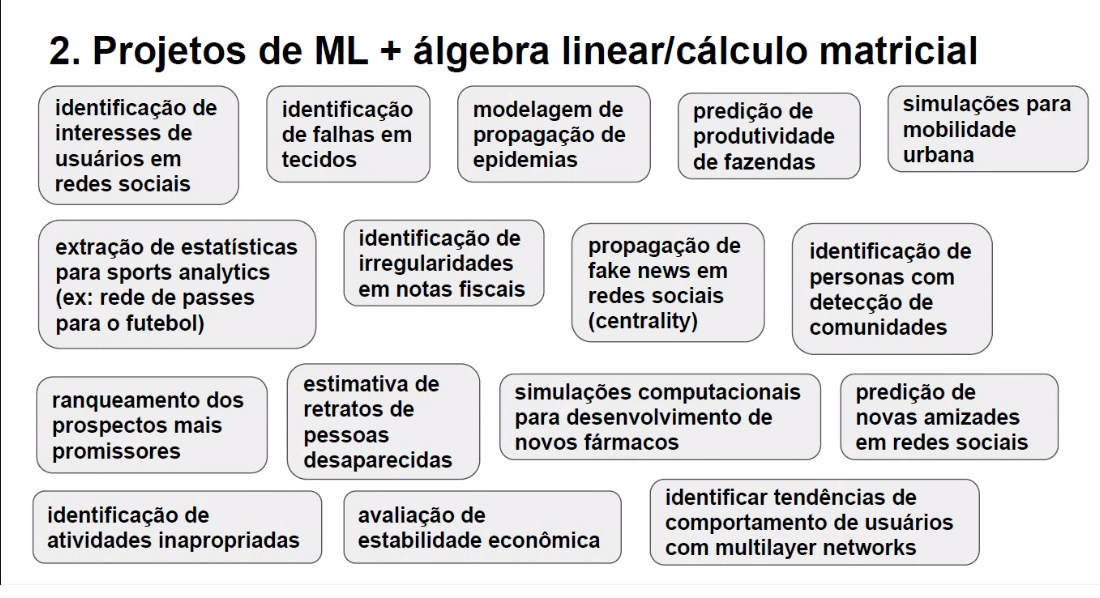 2. Projetos de ML + álgebra linear/cálculo matricial
identificação de
interesses de
usuários em
redes sociais
identificação
de falhas em
tecidos
modelagem de
propagação de
epidemias
predição de
produtividade
de fazendas
simulações para
mobilidade
urbana
extração de estatísticas
para sports analytics
(ex: rede de passes
para o futebol)
identificação de
irregularidades
em notas fiscais
propagação de
fake news em
redes sociais
(centrality)
identificação de
personas com
detecção de
comunidades
ranqueamento dos
prospectos mais
promissores
estimativa de
retratos de
pessoas
desaparecidas
simulações computacionais
para desenvolvimento de
novos fármacos
predição de
novas amizades
em redes sociais
identificação de
atividades inapropriadas
avaliação de
estabilidade econômica
identificar tendências de
comportamento de usuários
com multilayer networks